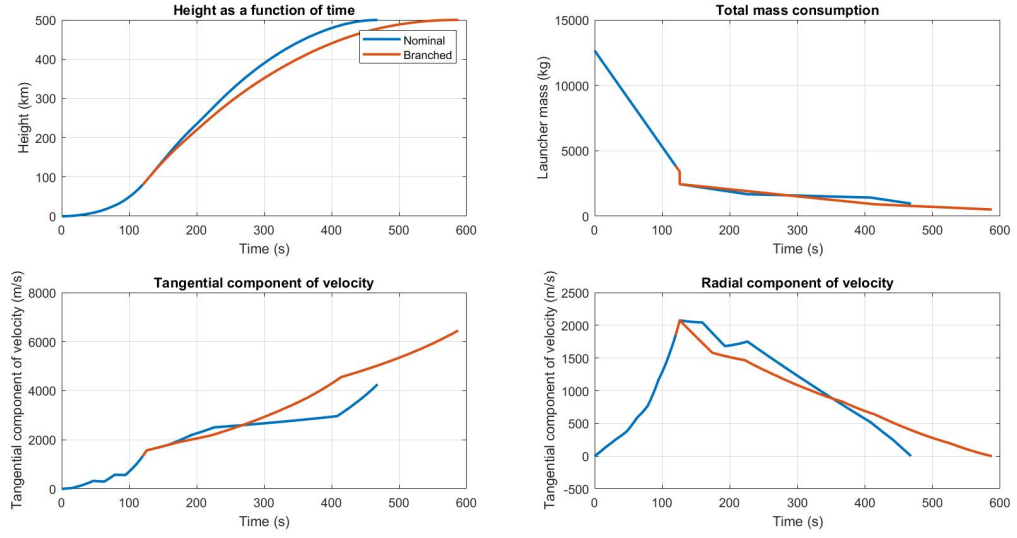 Height as a function of time
500
400
300
200
100
0
Height (km)
0 100 200 300 400 500 600
Time (s)
Nominal
Branched
Total mass consumption
15000
10000
5000
0
Launcher mass (kg)
0 100 200 300 400 500 600
Time (s)
Tangential component of velocity
8000
6000
4000
2000
0
Tangential component of velocity (m/s)
0 100 200 300 400 500 600
Time (s)
Radial component of velocity
2500
2000
1500
1000
500
0
-500
Tangential component of velocity (m/s)
0 100 200 300 400 500 600
Time (s)